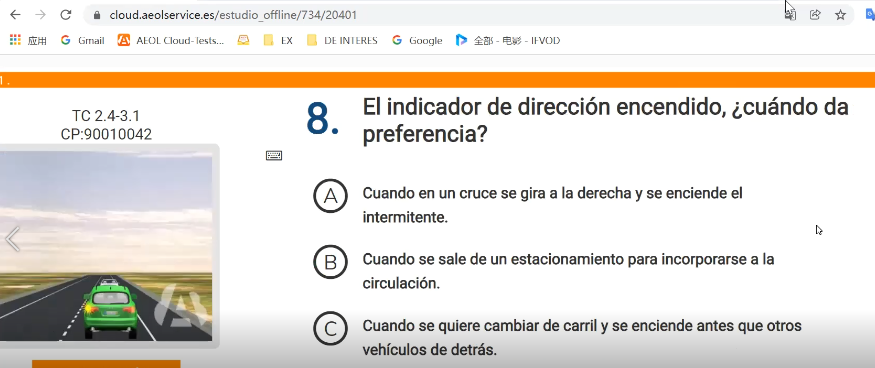 cloud.aeolservice.es/estudio_offline/734/20401
应用 Gmail AEOL Cloud-Tests... EX DE INTERES Google 全部 - 电影 - IFVOD
1 .
TC 2.4-3.1
CP:90010042
8. El indicador de dirección encendido, ¿cuándo da
preferencia?
A Cuando en un cruce se gira a la derecha y se enciende el
intermitente.
B Cuando se sale de un estacionamiento para incorporarse a la
circulación.
C Cuando se quiere cambiar de carril y se enciende antes que otros
vehículos de detrás.